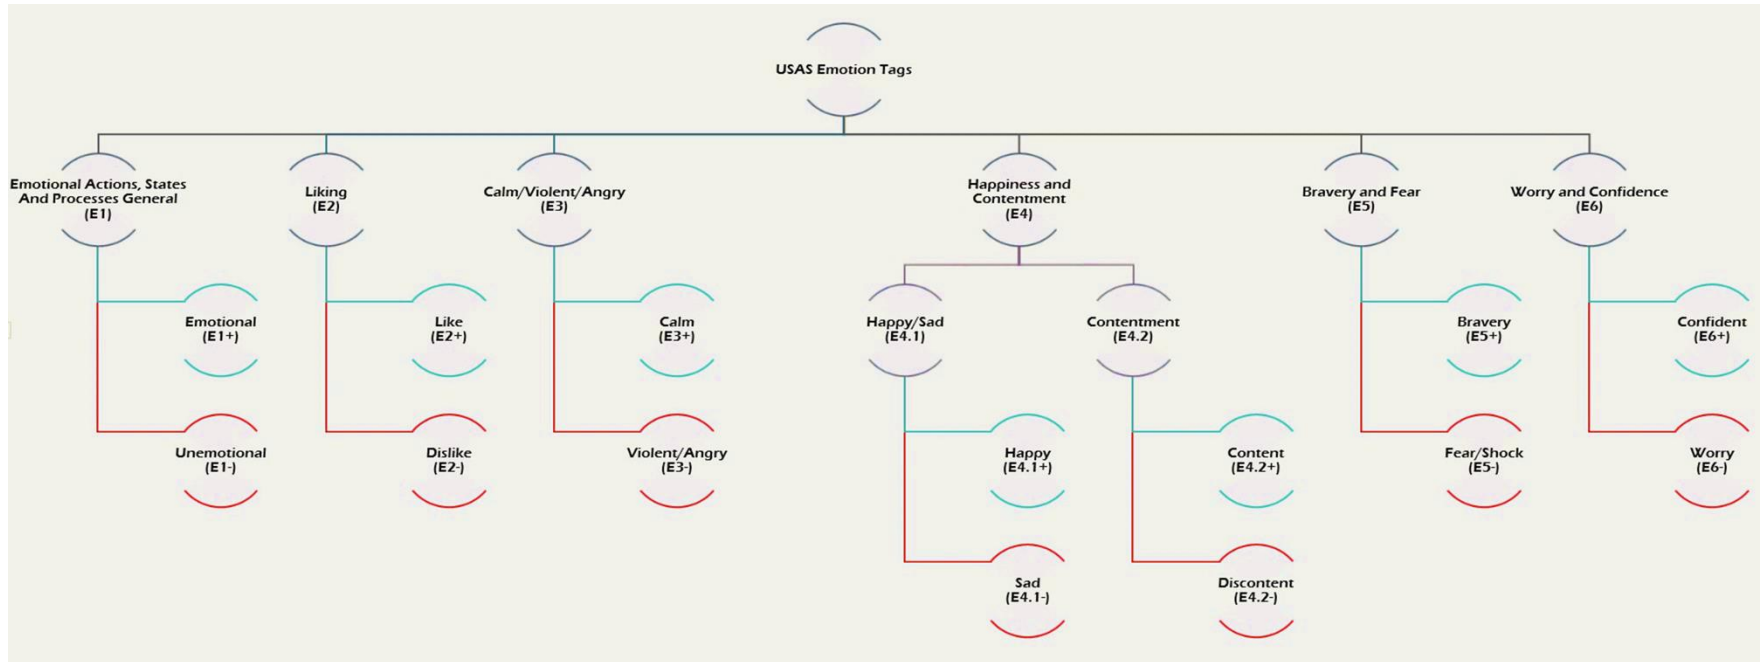 USAS Emotion Tags
Emotional Actions, States
And Processes General
(E1)
Liking
(E2)
Calm/Violent/Angry
(E3)
Happiness and
Contentment
(E4)
Bravery and Fear
(E5)
Worry and Confidence
(E6)
Emotional
(E1+)
Like
(E2+)
Calm
(E3+)
Happy/Sad
(E4.1)
Contentment
(E4.2)
Bravery
(E5+)
Confident
(E6+)
Unemotional
(E1-)
Dislike
(E2-)
Violent/Angry
(E3-)
Happy
(E4.1+)
Content
(E4.2+)
Fear/Shock
(E5-)
Worry
(E6-)
Sad
(E4.1-)
Discontent
(E4.2-)